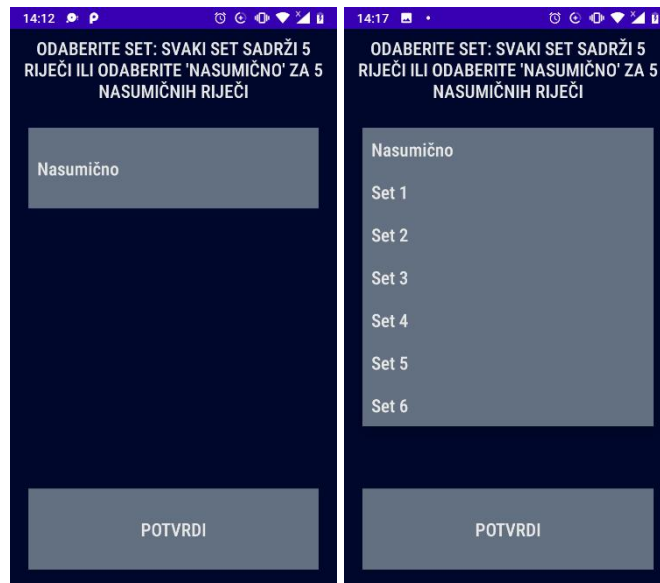 14:12
ODABERITE SET: SVAKI SET SADRŽI 5
RIJEČI ILI ODABERITE 'NASUMIČNO' ZA 5
NASUMIČNIH RIJEČI
Nasumično
POTVRDI
14:17
ODABERITE SET: SVAKI SET SADRŽI 5
RIJEČI ILI ODABERITE 'NASUMIČNO' ZA 5
NASUMIČNIH RIJEČI
Nasumično
Set 1
Set 2
Set 3
Set 4
Set 5
Set 6
POTVRDI